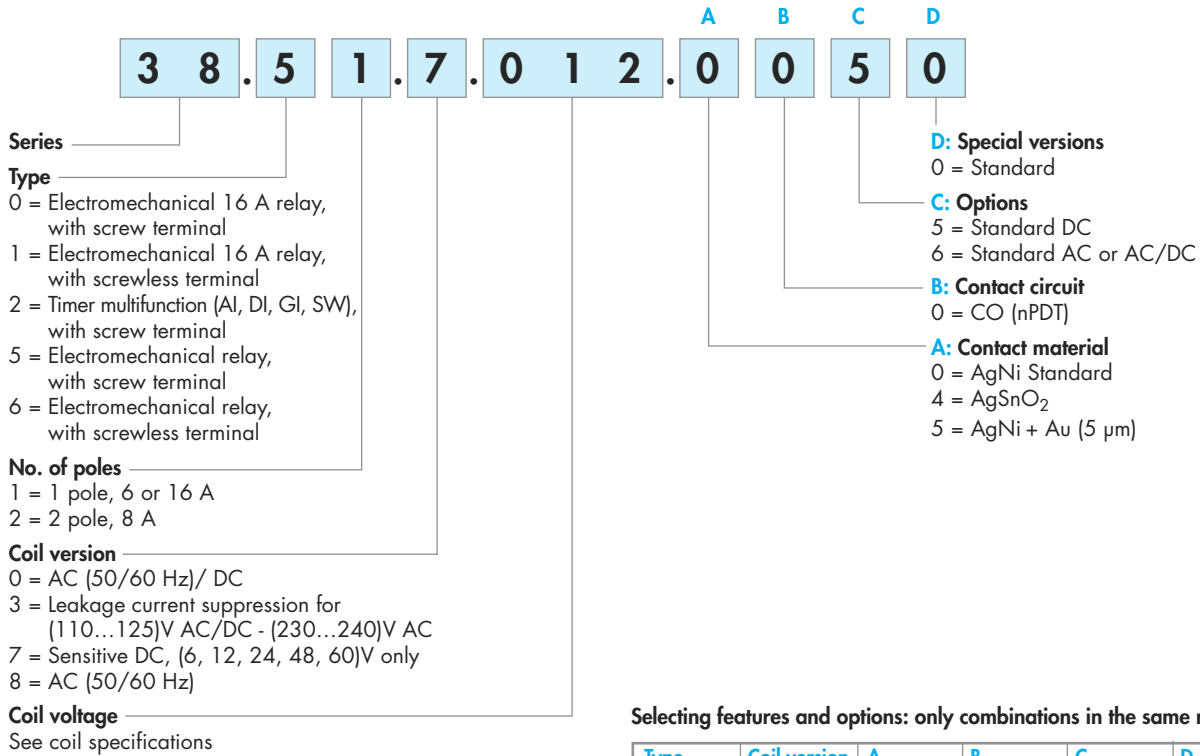 A B C D
3 8 . 5 1 . 7 . 0 1 2 . 0 0 5 0
Series
Type
0 = Electromechanical 16 A relay,
with screw terminal
1 = Electromechanical 16 A relay,
with screwless terminal
2 = Timer multifunction (AI, DI, GI, SW),
with screw terminal
5 = Electromechanical relay,
with screw terminal
6 = Electromechanical relay,
with screwless terminal
No. of poles
1 = 1 pole, 6 or 16 A
2 = 2 pole, 8 A
Coil version
0 = AC (50/60 Hz)/ DC
3 = Leakage current suppression for
(110…125)V AC/DC - (230…240)V AC
7 = Sensitive DC, (6, 12, 24, 48, 60)V only
8 = AC (50/60 Hz)
Coil voltage
See coil specifications
D: Special versions
0 = Standard
C: Options
5 = Standard DC
6 = Standard AC or AC/DC
B: Contact circuit
0 = CO (nPDT)
A: Contact material
0 = AgNi Standard
4 = AgSnO₂
5 = AgNi + Au (5 µm)
Selecting features and options: only combinations in the same
Type Coil version A B C D